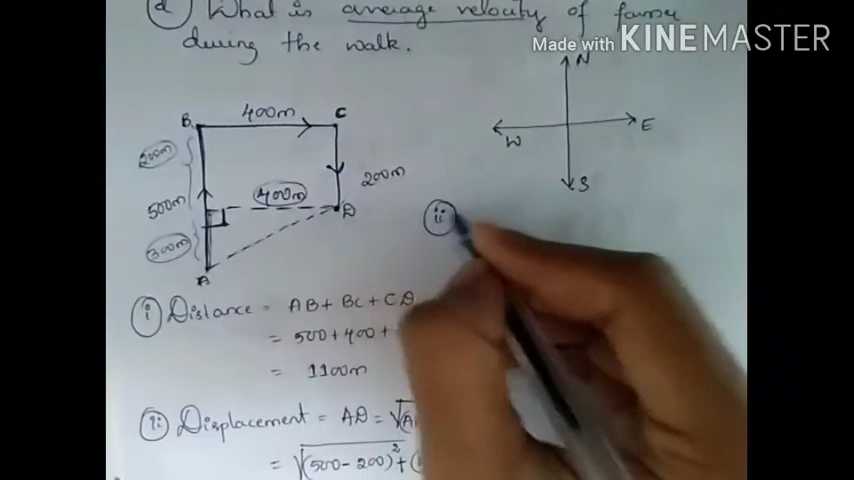 d) What is average velocity of farmer
during the walk.
Made with KINEMASTER
N
W
E
S
B
400m
C
200m
400m
200m
500m
D
300m
A
ii
i Distance = AB + BC + CD
= 500 + 400 +
= 1100m
ii Displacement = AD =
= √(500 - 200)² + (